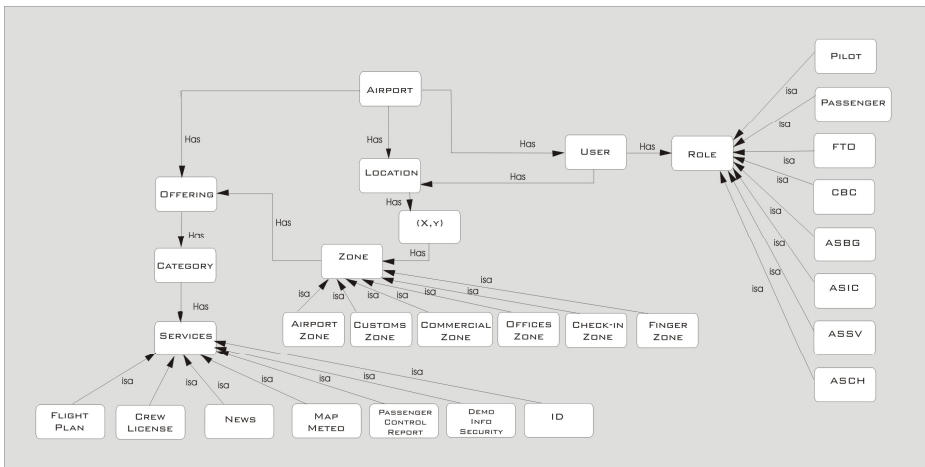 PILOT
isa
AIRPORT
PASSENGER
isa
Has
Has
Has
USER
Has
ROLE
isa
FTO
LOCATION
Has
isa
CBC
OFFERING
Has
(X,Y)
isa
ASBG
Has
Has
Has
ZONE
isa
isa
ASIC
CATEGORY
isa
isa
isa
isa
isa
isa
isa
Has
AIRPORT
ZONE
CUSTOMS
ZONE
COMMERCIAL
ZONE
OFFICES
ZONE
CHECK-IN
ZONE
FINGER
ZONE
ASSV
SERVICES
ASCH
isa
isa
isa
isa
isa
isa
isa
FLIGHT
PLAN
CREW
LICENSE
NEWS
MAP
METEO
PASSENGER
CONTROL
REPORT
DEMO
INFO
SECURITY
ID